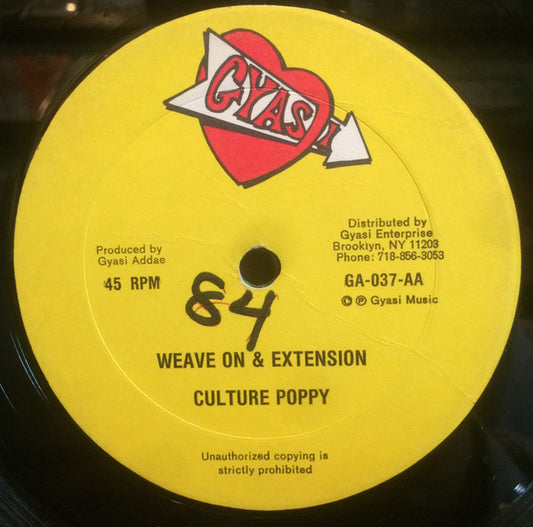 GYASI
Distributed by
Gyasi Enterprise
Brooklyn, NY 11203
Phone: 718-856-3053
Produced by
Gyasi Addae
45 RPM
GA-037-AA
© ℗ Gyasi Music
84
WEAVE ON & EXTENSION
CULTURE POPPY
Unauthorized copying is
strictly prohibited